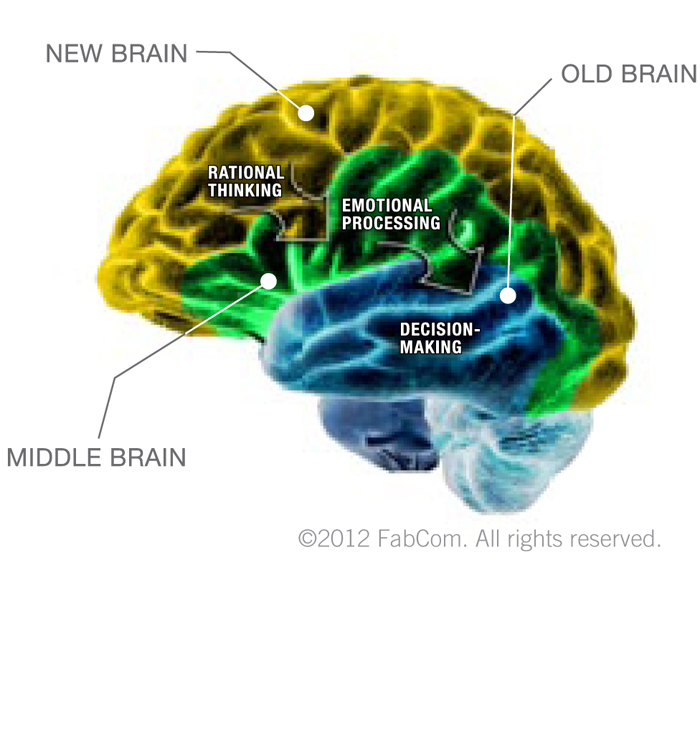 NEW BRAIN
OLD BRAIN
RATIONAL
THINKING
EMOTIONAL
PROCESSING
DECISION-
MAKING
MIDDLE BRAIN
©2012 FabCom. All rights reserved.